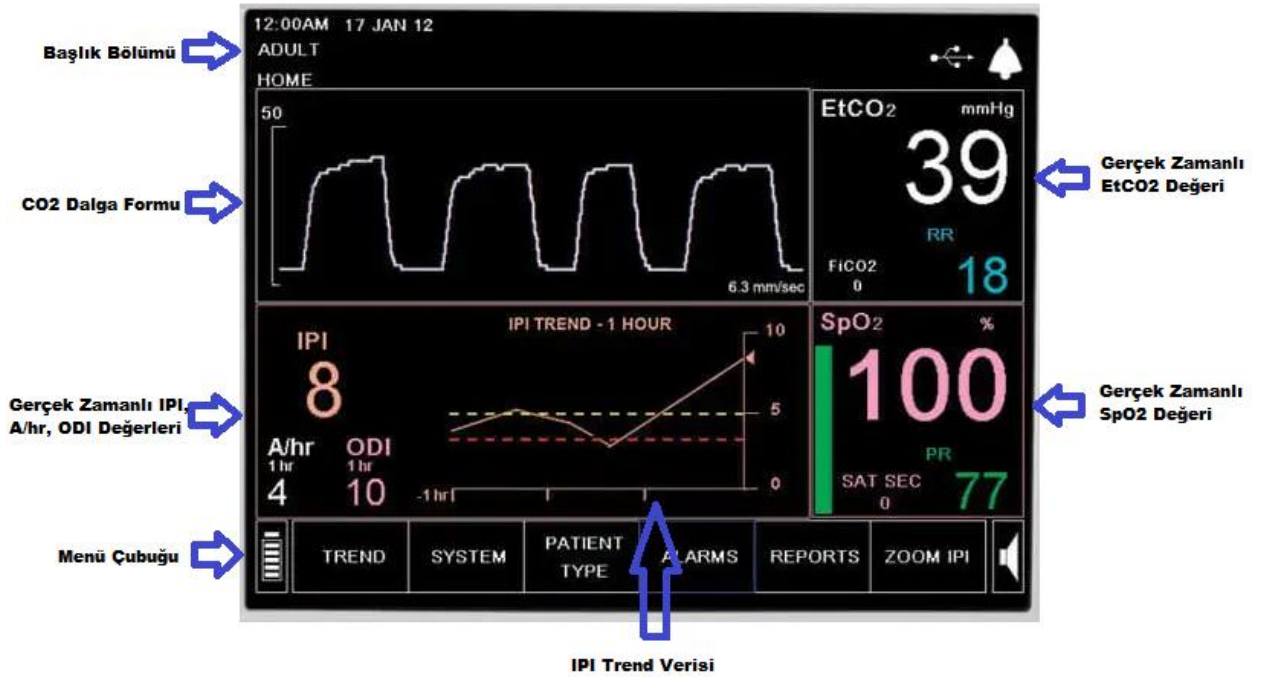 12:00AM 17 JAN 12
ADULT
HOME
Başlık Bölümü
50
CO2 Dalga Formu
6.3 mm/sec
EtCO2 mmHg
39
RR
FiCO2
0
18
Gerçek Zamanlı
EtCO2 Değeri
IPI
8
A/hr
1 hr
4
ODI
1 hr
10
Gerçek Zamanlı IPI,
A/hr, ODI Değerleri
IPI TREND - 1 HOUR
10
5
0
-1 hr
SpO2 %
100
PR
SAT SEC
0
77
Gerçek Zamanlı
SpO2 Değeri
Menü Çubuğu
TREND
SYSTEM
PATIENT
TYPE
ALARMS
REPORTS
ZOOM IPI
IPI Trend Verisi